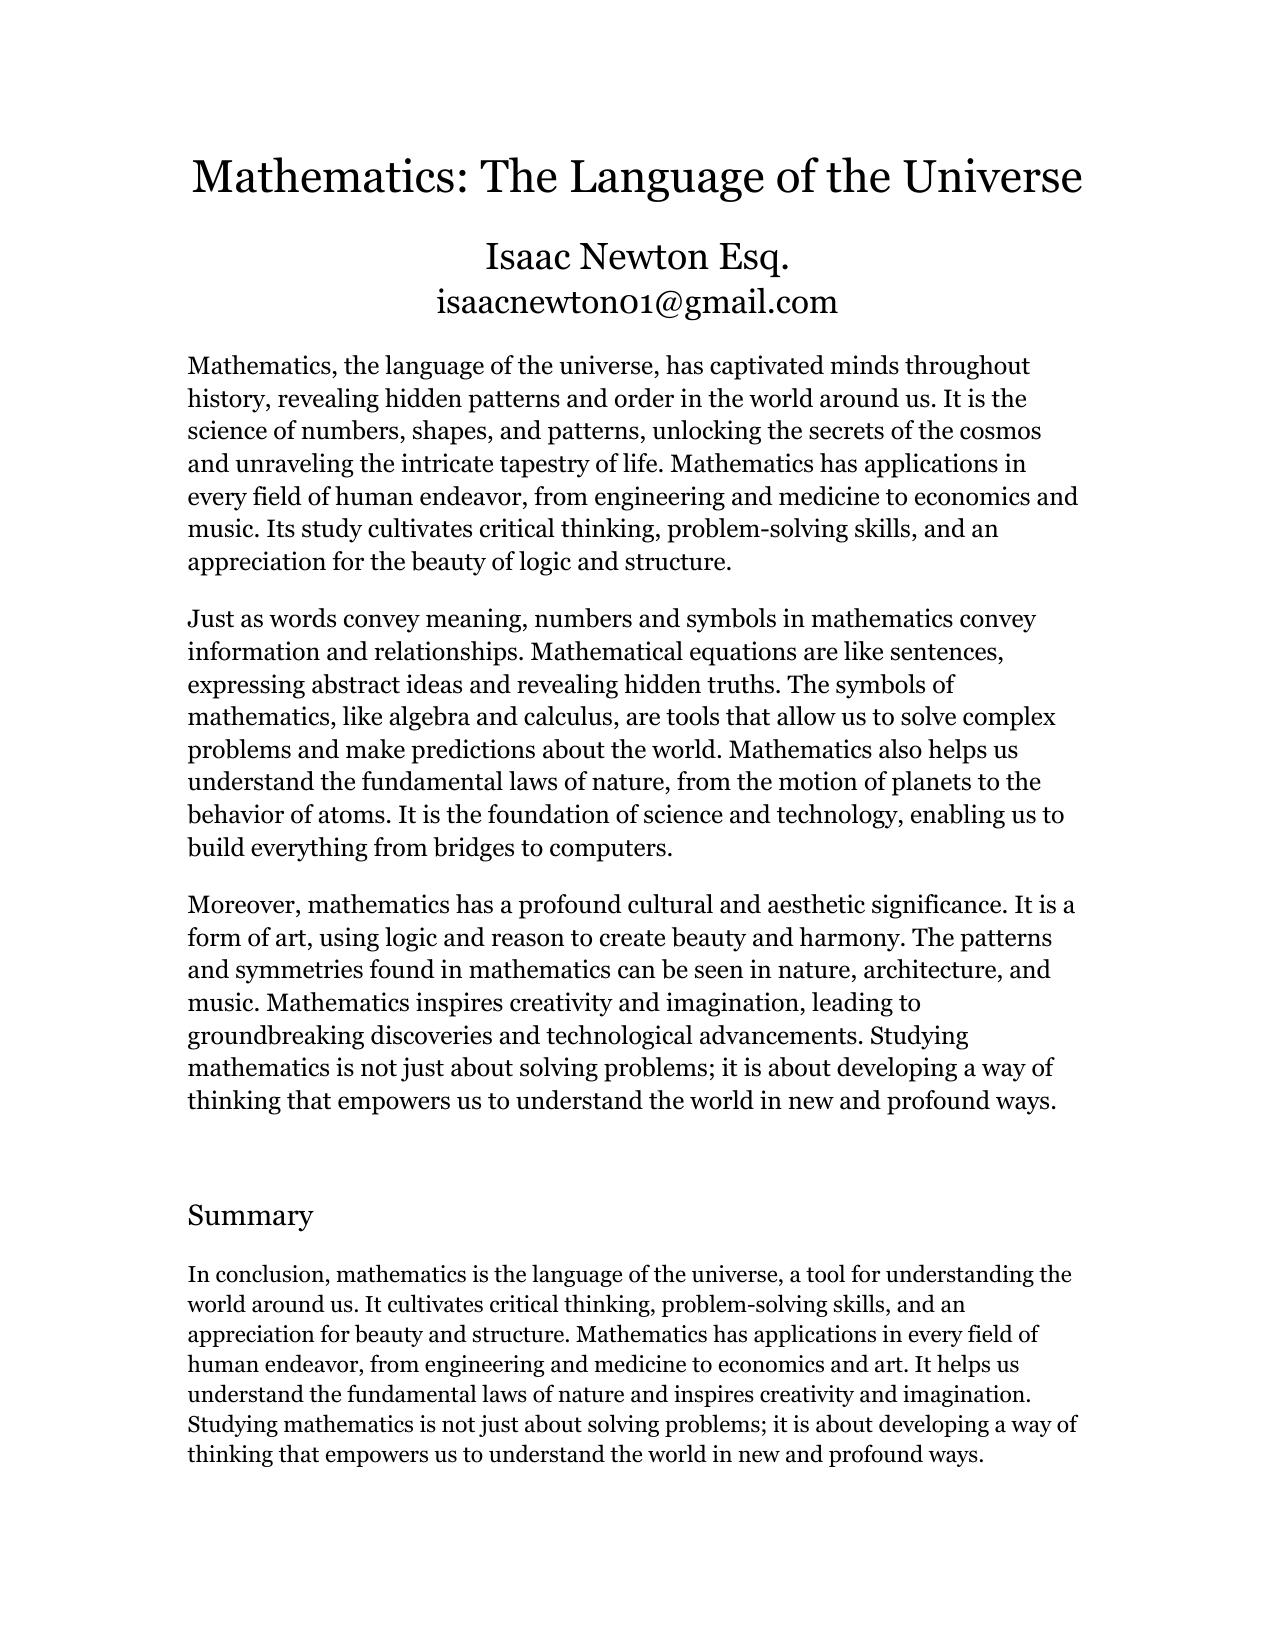 Mathematics: The Language of the Universe
Isaac Newton Esq.
isaacnewton01@gmail.com
Mathematics, the language of the universe, has captivated minds throughout
history, revealing hidden patterns and order in the world around us. It is the
science of numbers, shapes, and patterns, unlocking the secrets of the cosmos
and unraveling the intricate tapestry of life. Mathematics has applications in
every field of human endeavor, from engineering and medicine to economics and
music. Its study cultivates critical thinking, problem-solving skills, and an
appreciation for the beauty of logic and structure.
Just as words convey meaning, numbers and symbols in mathematics convey
information and relationships. Mathematical equations are like sentences,
expressing abstract ideas and revealing hidden truths. The symbols of
mathematics, like algebra and calculus, are tools that allow us to solve complex
problems and make predictions about the world. Mathematics also helps us
understand the fundamental laws of nature, from the motion of planets to the
behavior of atoms. It is the foundation of science and technology, enabling us to
build everything from bridges to computers.
Moreover, mathematics has a profound cultural and aesthetic significance. It is a
form of art, using logic and reason to create beauty and harmony. The patterns
and symmetries found in mathematics can be seen in nature, architecture, and
music. Mathematics inspires creativity and imagination, leading to
groundbreaking discoveries and technological advancements. Studying
mathematics is not just about solving problems; it is about developing a way of
thinking that empowers us to understand the world in new and profound ways.
Summary
In conclusion, mathematics is the language of the universe, a tool for understanding the
world around us. It cultivates critical thinking, problem-solving skills, and an
appreciation for beauty and structure. Mathematics has applications in every field of
human endeavor, from engineering and medicine to economics and art. It helps us
understand the fundamental laws of nature and inspires creativity and imagination.
Studying mathematics is not just about solving problems; it is about developing a way of
thinking that empowers us to understand the world in new and profound ways.